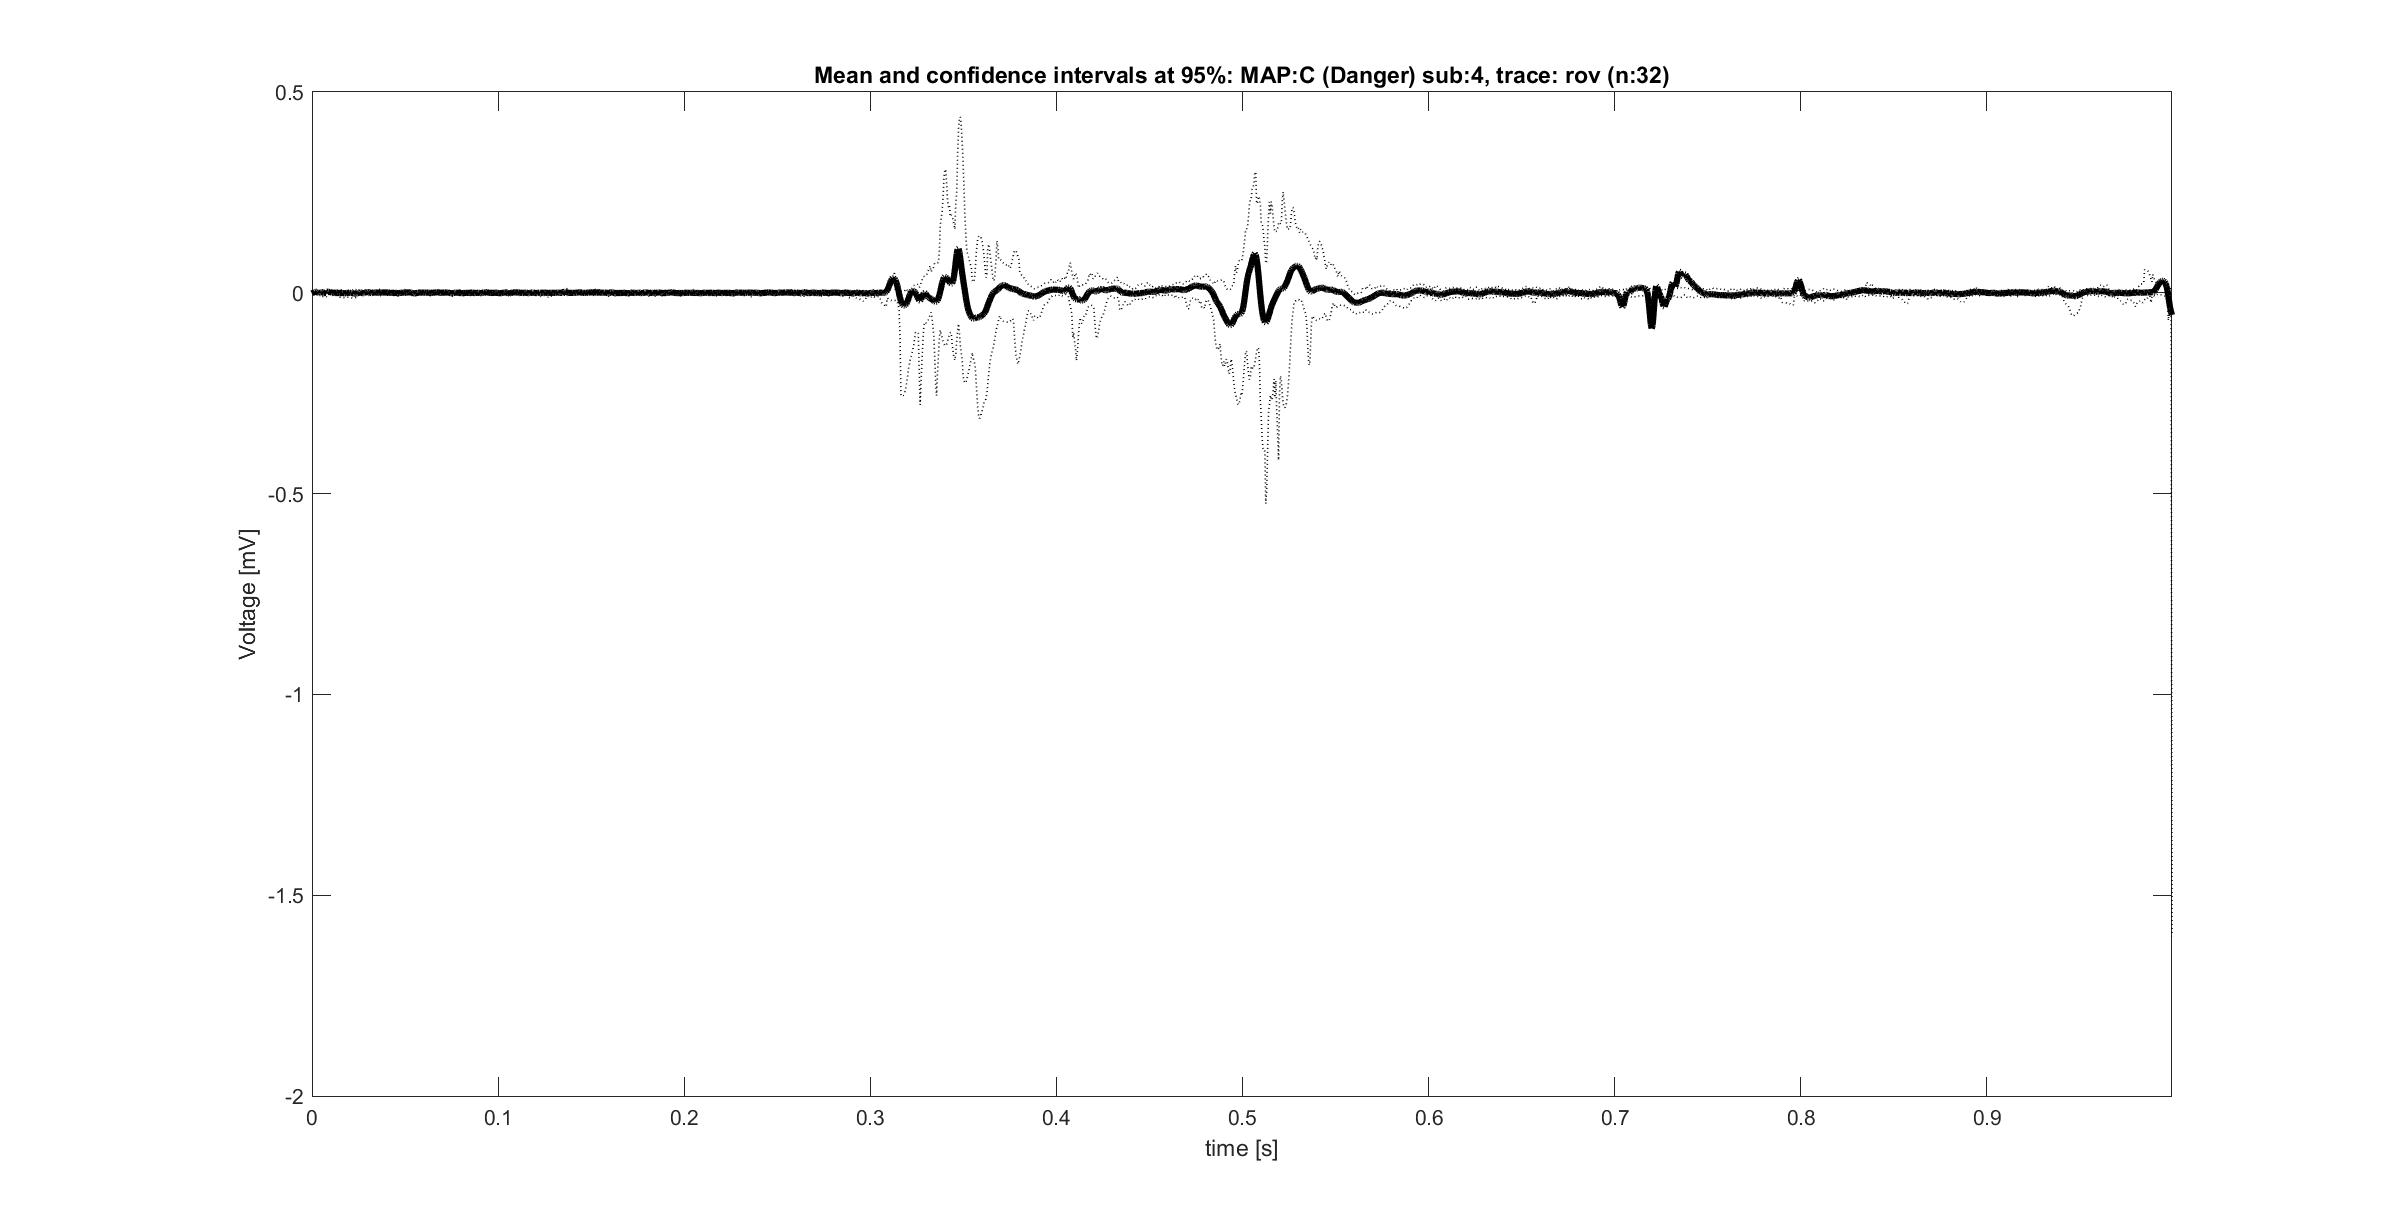 Mean and confidence intervals at 95%: MAP:C (Danger) sub:4, trace: rov (n:32)
0.5
0
-0.5
-1
-1.5
-2
Voltage [mV]
0 0.1 0.2 0.3 0.4 0.5 0.6 0.7 0.8 0.9
time [s]